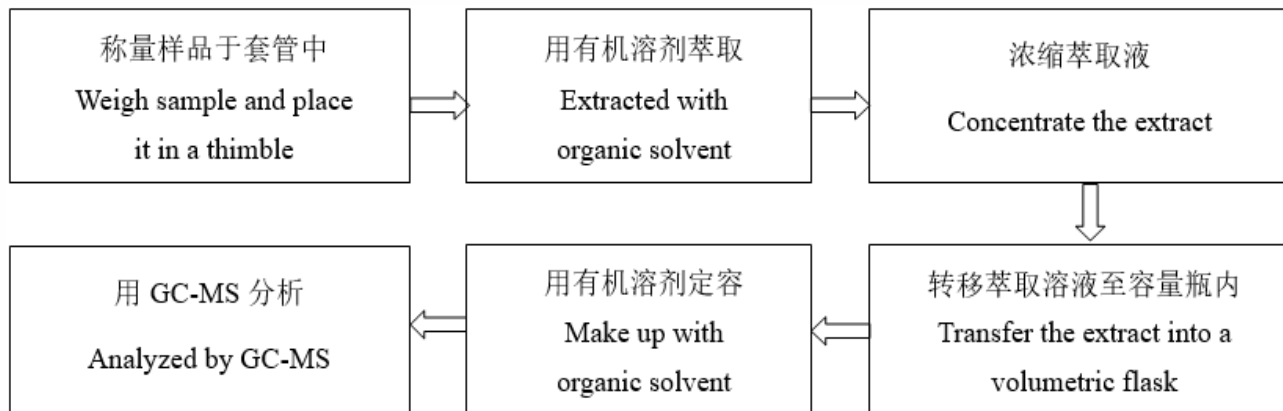 称量样品于套管中
Weigh sample and place
it in a thimble
用有机溶剂萃取
Extracted with
organic solvent
浓缩萃取液
Concentrate the extract
转移萃取溶液至容量瓶内
Transfer the extract into a
volumetric flask
用有机溶剂定容
Make up with
organic solvent
用 GC-MS 分析
Analyzed by GC-MS